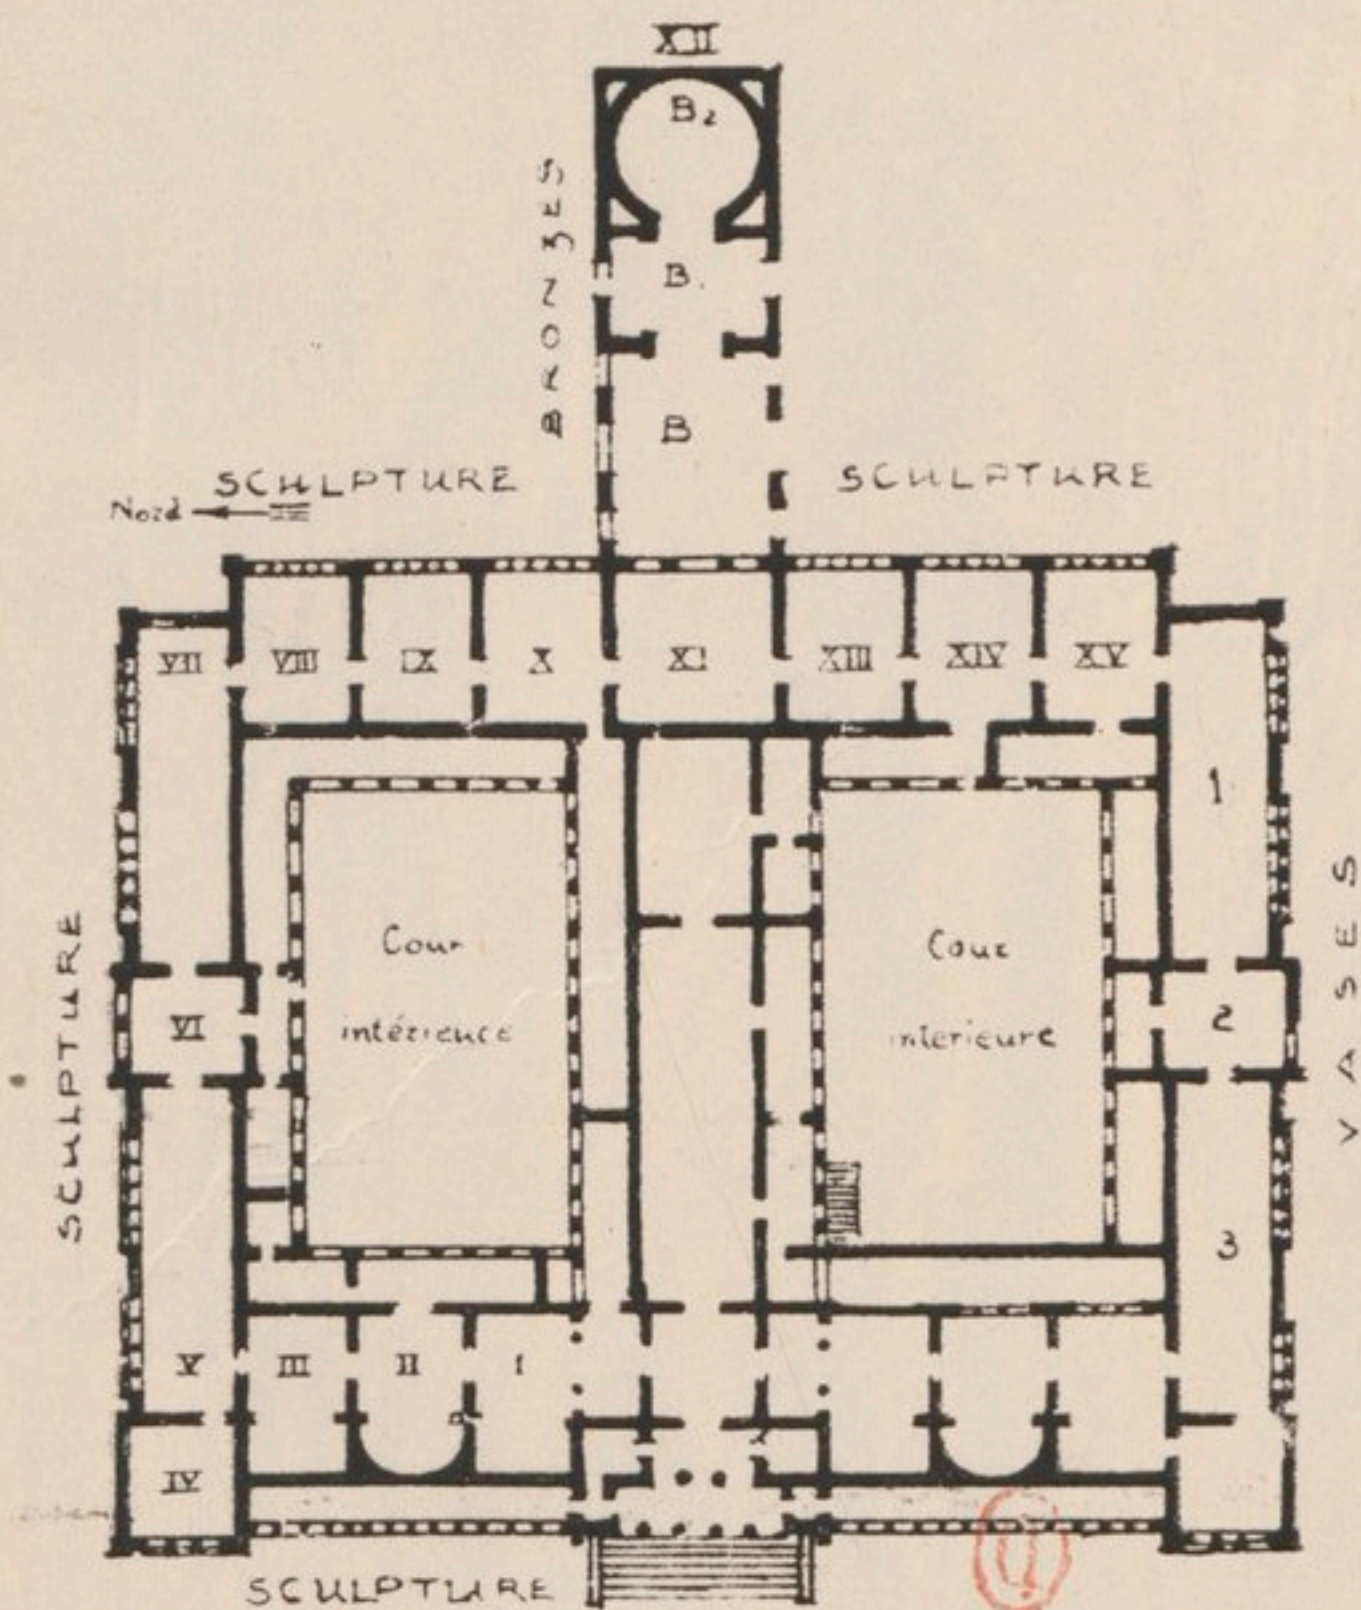 XII
B2
BRONZES
B.
B
SCULPTURE
SCULPTURE
Nord
VII
VIII
IX
X
XI
XIII
XIV
XV
1
Cour
intérieure
Cour
interieure
SCULPTURE
VI
2
VASES
3
V
III
II
I
IV
SCULPTURE